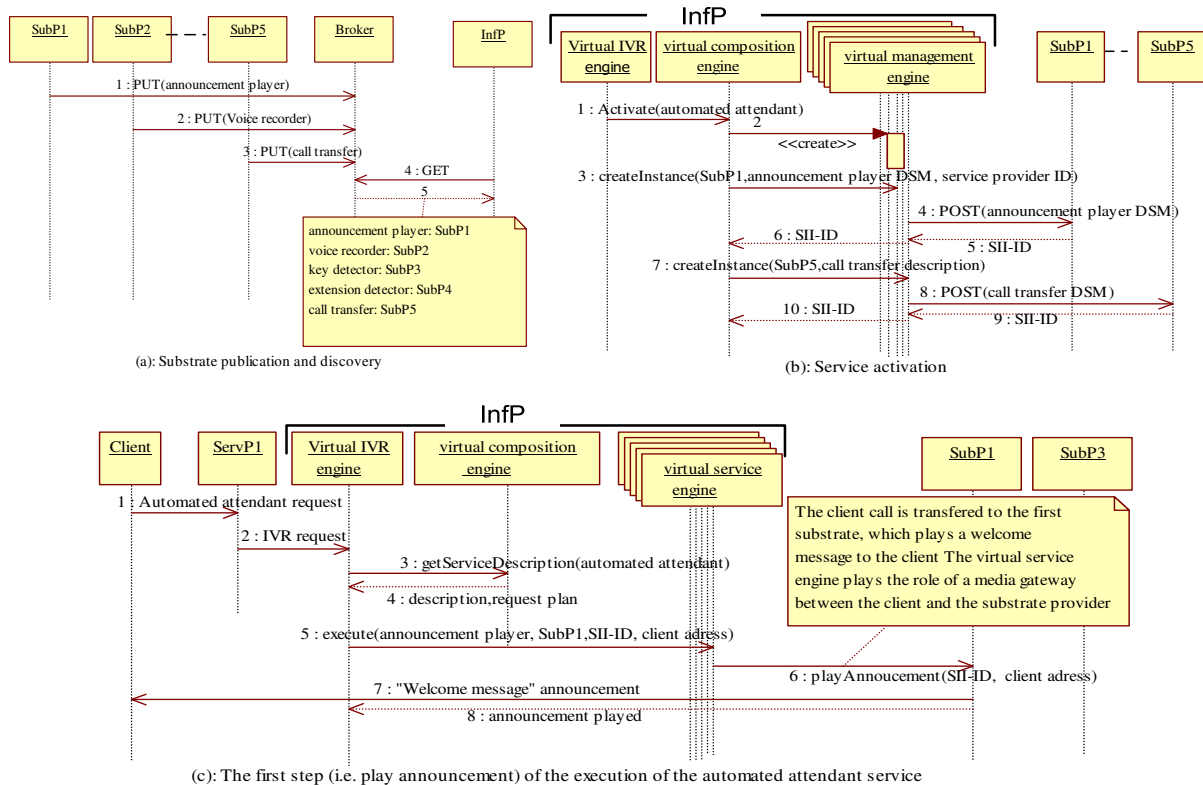 SubP1
SubP2
SubP5
Broker
InfP
1 : PUT(announcement player)
2 : PUT(Voice recorder)
3 : PUT(call transfer)
4 : GET
5
announcement player: SubP1
voice recorder: SubP2
key detector: SubP3
extension detector: SubP4
call transfer: SubP5
(a): Substrate publication and discovery
InfP
Virtual IVR
engine
virtual composition
engine
virtual management
engine
SubP1
SubP5
1 : Activate(automated attendant)
2
<<create>>
3 : createInstance(SubP1,announcement player DSM , service provider ID)
4 : POST(announcement player DSM)
5 : SII-ID
6 : SII-ID
7 : createInstance(SubP5,call transfer description)
8 : POST(call transfer DSM)
9 : SII-ID
10 : SII-ID
(b): Service activation
InfP
Client
ServP1
Virtual IVR
engine
virtual composition
engine
virtual service
engine
SubP1
SubP3
1 : Automated attendant request
2 : IVR request
3 : getServiceDescription(automated attendant)
4 : description,request plan
5 : execute(announcement player, SubP1,SII-ID, client adress)
The client call is transfered to the first
substrate, which plays a welcome
message to the client The virtual service
engine plays the role of a media gateway
between the client and the substrate provider
6 : playAnnoucement(SII-ID, client adress)
7 : "Welcome message" announcement
8 : announcement played
(c): The first step (i.e. play announcement) of the execution of the automated attendant service